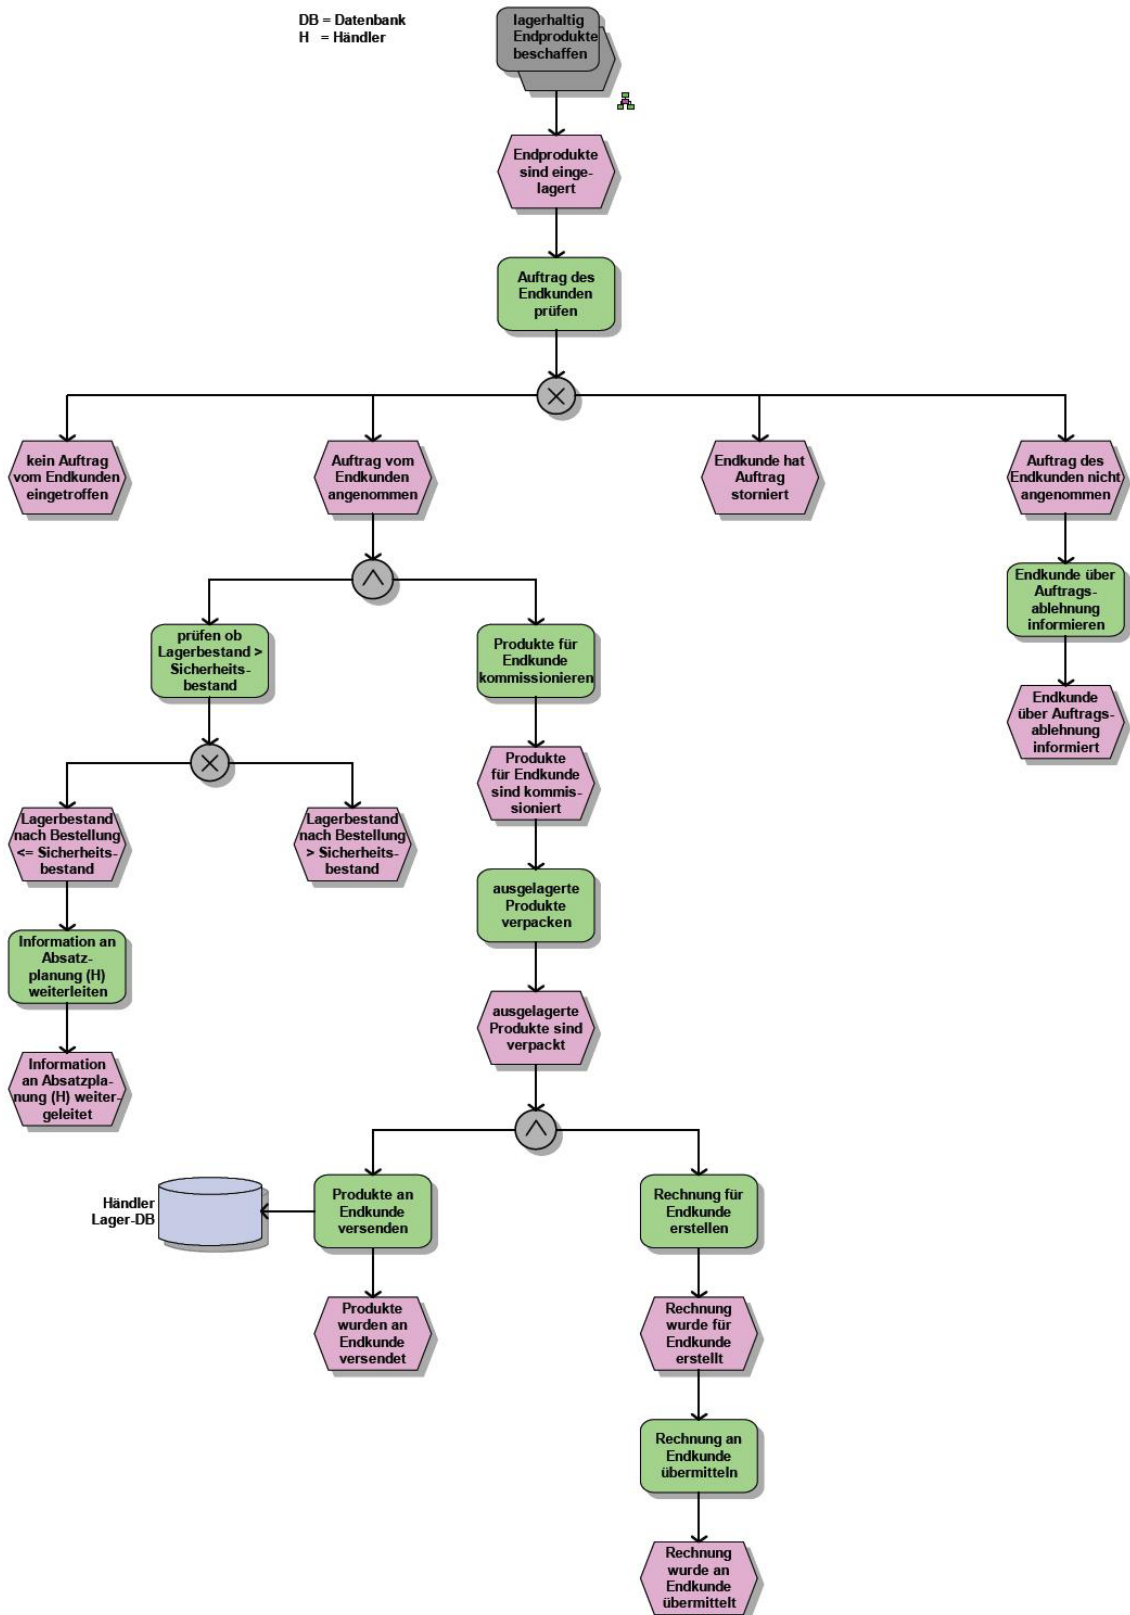 DB = Datenbank
H = Händler
lagerhaltig
Endprodukte
beschaffen
Endprodukte
sind einge-
lagert
Auftrag des
Endkunden
prüfen
kein Auftrag
vom Endkunden
eingetroffen
Auftrag vom
Endkunden
angenommen
Endkunde hat
Auftrag
storniert
Auftrag des
Endkunden nicht
angenommen
Endkunde über
Auftrags-
ablehnung
informieren
Endkunde
über Auftrags-
ablehnung
informiert
prüfen ob
Lagerbestand >
Sicherheits-
bestand
Produkte für
Endkunde
kommissionieren
Produkte
für Endkunde
sind kommis-
sioniert
Lagerbestand
nach Bestellung
<= Sicherheits-
bestand
Lagerbestand
nach Bestellung
> Sicherheits-
bestand
ausgelagerte
Produkte
verpacken
Information an
Absatz-
planung (H)
weiterleiten
ausgelagerte
Produkte sind
verpackt
Information
an Absatzpla-
nung (H) weiter-
geleitet
Händler
Lager-DB
Produkte an
Endkunde
versenden
Rechnung für
Endkunde
erstellen
Produkte
wurden an
Endkunde
versendet
Rechnung
wurde für
Endkunde
erstellt
Rechnung an
Endkunde
übermitteln
Rechnung
wurde an
Endkunde
übermittelt